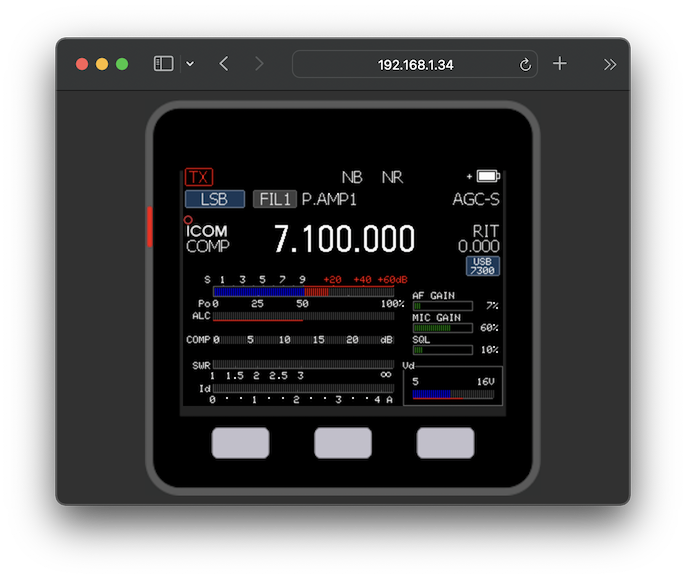 192.168.1.34
TX NB NR +
LSB FIL1 P.AMP1 AGC-S
ICOM
COMP 7.100.000 RIT
0.000
USB
7300
S 1 3 5 7 9 +20 +40 +60dB
Po 0 25 50 100%
ALC
COMP 0 5 10 15 20 dB
SWR
1 1.5 2 2.5 3 ∞
Id
0 · · 1 · · 2 · · 3 · · 4 A
AF GAIN
7%
MIC GAIN
60%
SQL
10%
Vd
5 16V